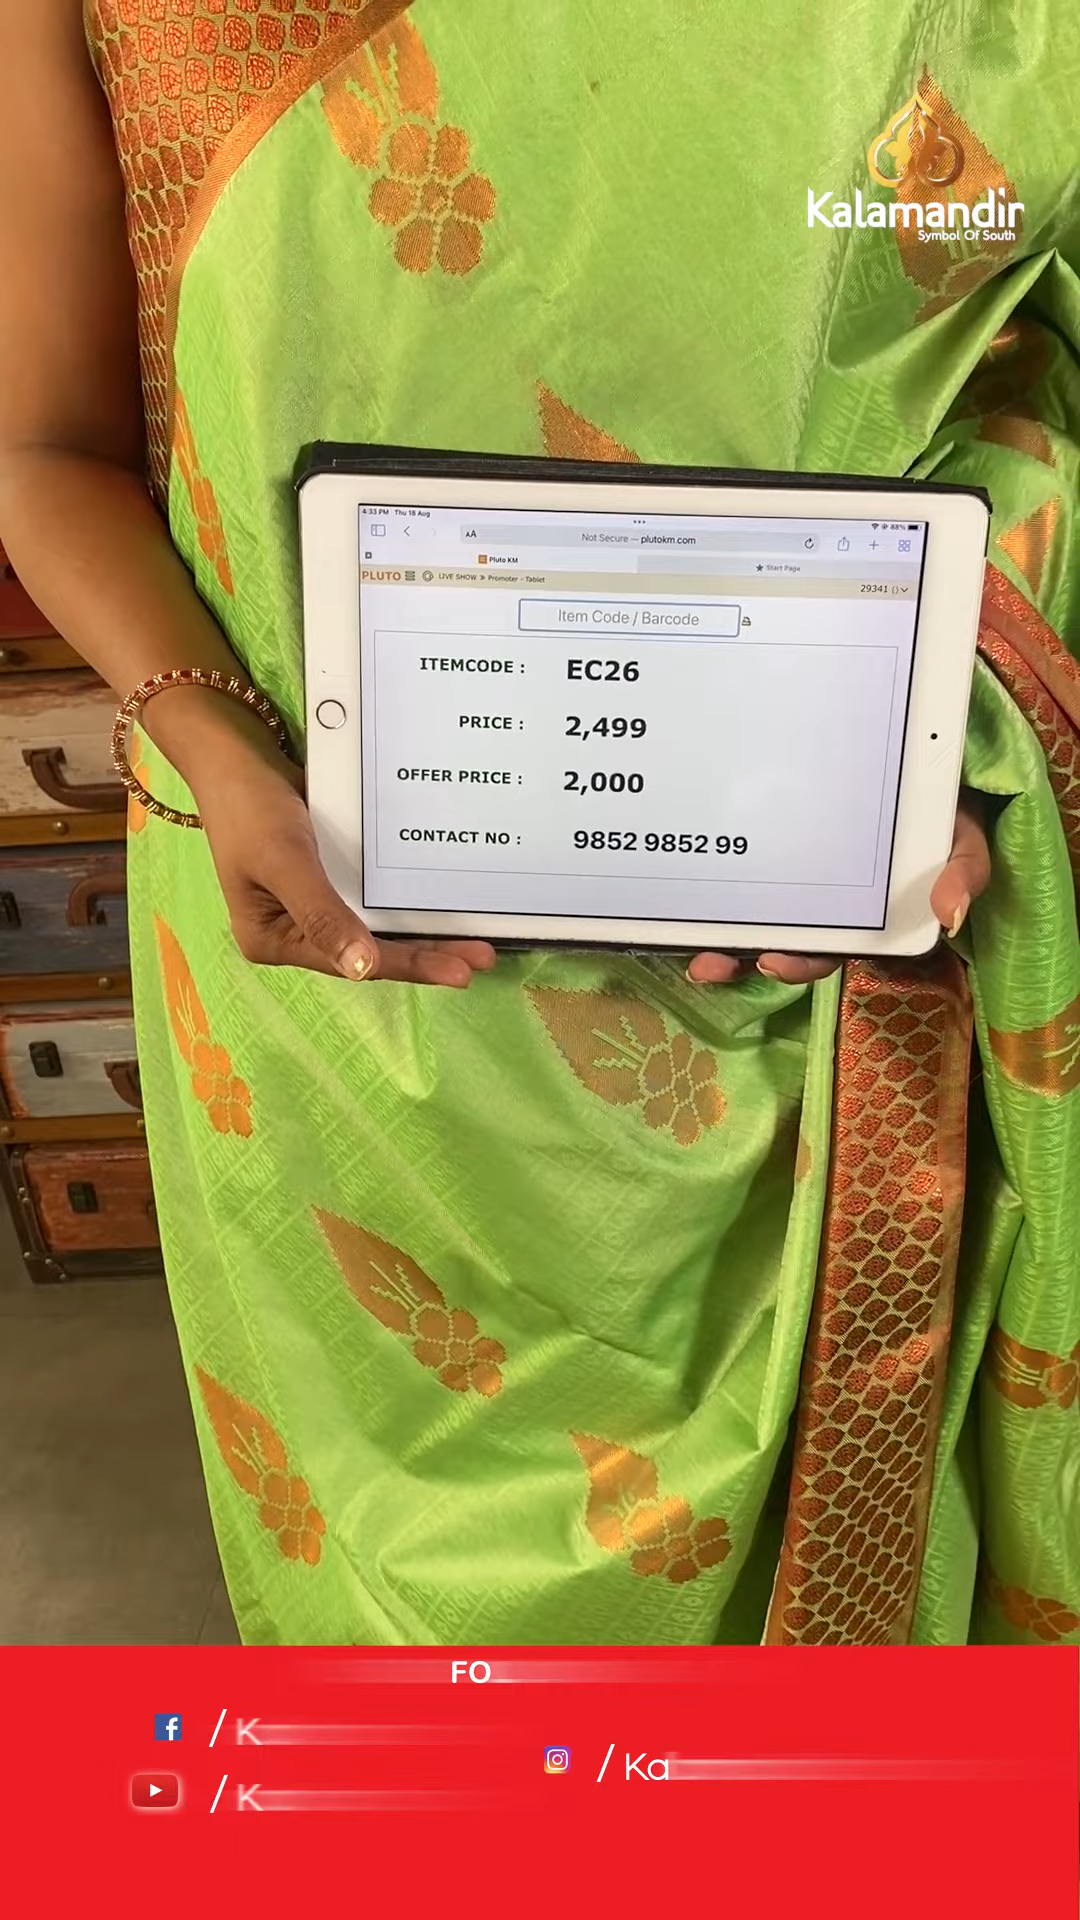 Kalamandir
Symbol Of South
4:33 PM Thu 18 Aug
88%
AA
Not Secure — plutokm.com
Pluto KM
Start Page
PLUTO
LIVE SHOW » Promoter - Tablet
29341 ()
Item Code / Barcode
ITEMCODE : EC26
PRICE : 2,499
OFFER PRICE : 2,000
CONTACT NO : 9852 9852 99
FO
/ K
/ Ka
/ K